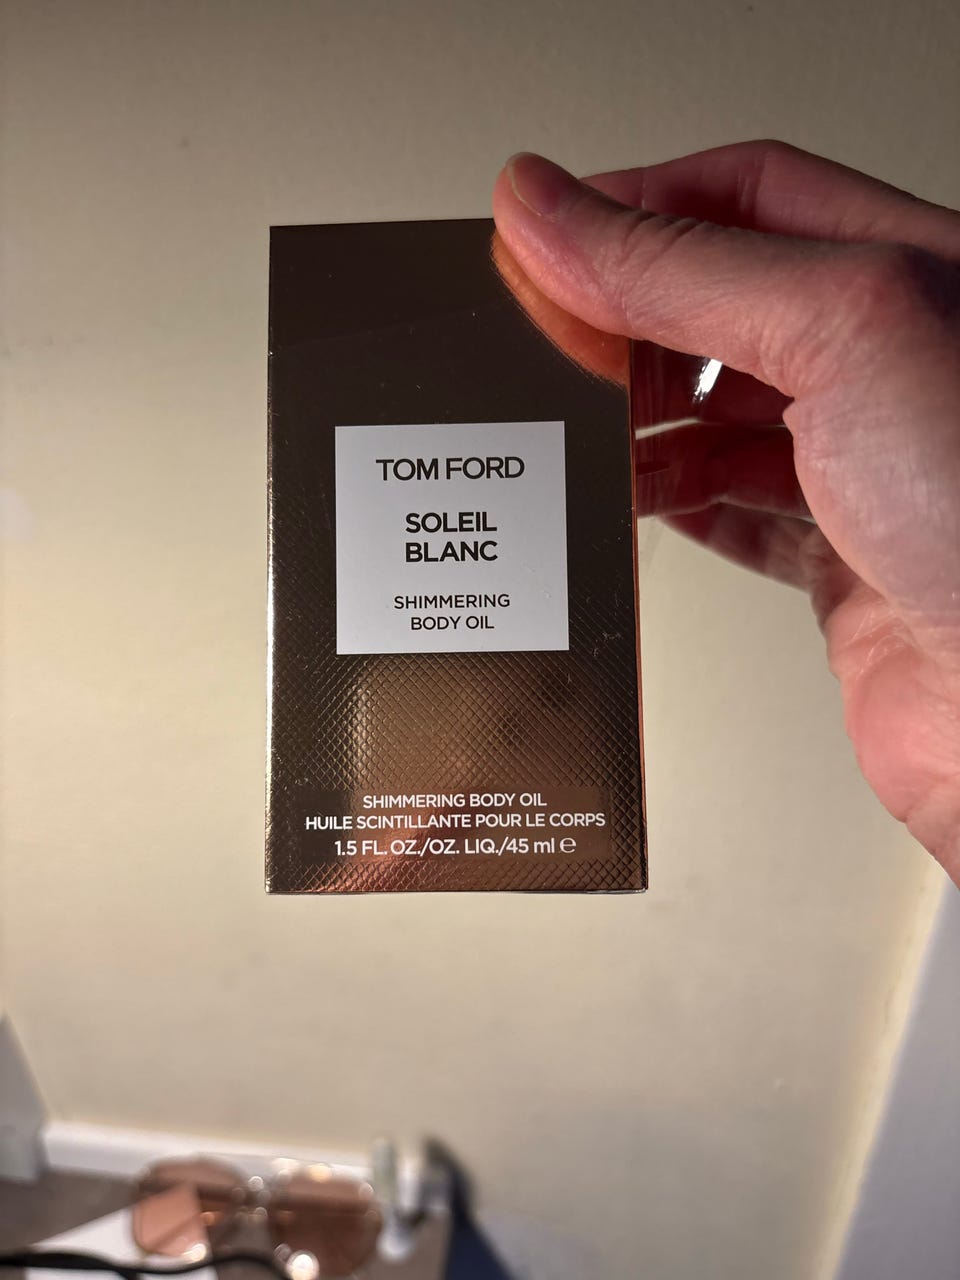 TOM FORD
SOLEIL
BLANC
SHIMMERING
BODY OIL
SHIMMERING BODY OIL
HUILE SCINTILLANTE POUR LE CORPS
1.5 FL. OZ./OZ. LIQ./45 ml ℮